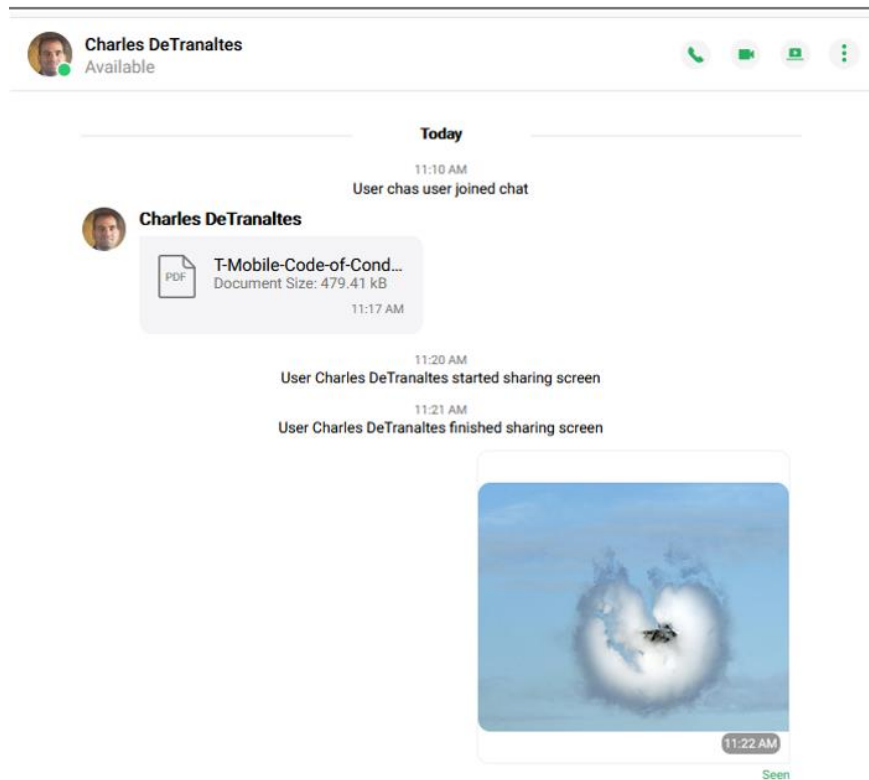 Charles DeTranaltes
Available
Today
11:10 AM
User chas user joined chat
Charles DeTranaltes
PDF
T-Mobile-Code-of-Cond...
Document Size: 479.41 kB
11:17 AM
11:20 AM
User Charles DeTranaltes started sharing screen
11:21 AM
User Charles DeTranaltes finished sharing screen
11:22 AM
Seen